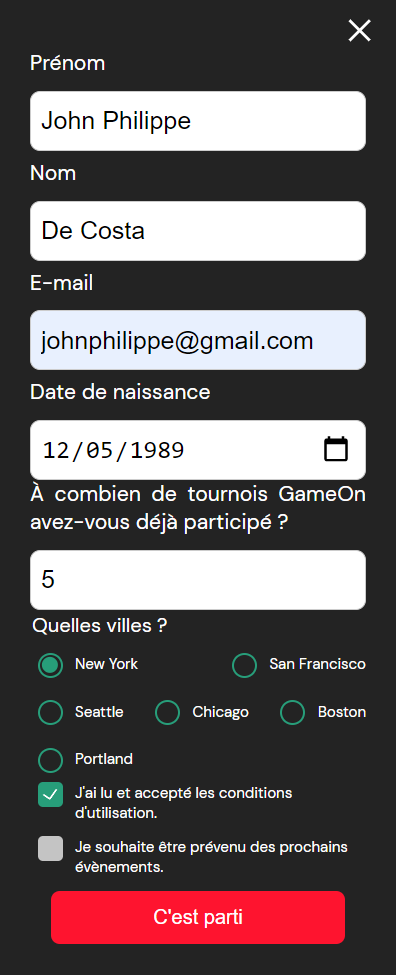 Prénom
John Philippe
Nom
De Costa
E-mail
johnphilippe@gmail.com
Date de naissance
12/05/1989
À combien de tournois GameOn
avez-vous déjà participé ?
5
Quelles villes ?
New York San Francisco
Seattle Chicago Boston
Portland
J'ai lu et accepté les conditions
d'utilisation.
Je souhaite être prévenu des prochains
évènements.
C'est parti